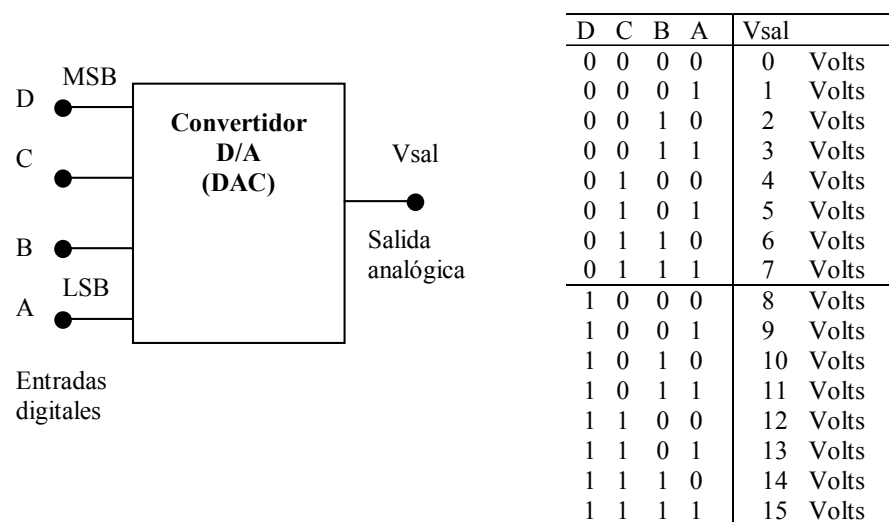 MSB
D
Convertidor
D/A
(DAC)
C
Vsal
B
Salida
analógica
LSB
A
Entradas
digitales
D C B A Vsal
0 0 0 0 0 Volts
0 0 0 1 1 Volts
0 0 1 0 2 Volts
0 0 1 1 3 Volts
0 1 0 0 4 Volts
0 1 0 1 5 Volts
0 1 1 0 6 Volts
0 1 1 1 7 Volts
1 0 0 0 8 Volts
1 0 0 1 9 Volts
1 0 1 0 10 Volts
1 0 1 1 11 Volts
1 1 0 0 12 Volts
1 1 0 1 13 Volts
1 1 1 0 14 Volts
1 1 1 1 15 Volts